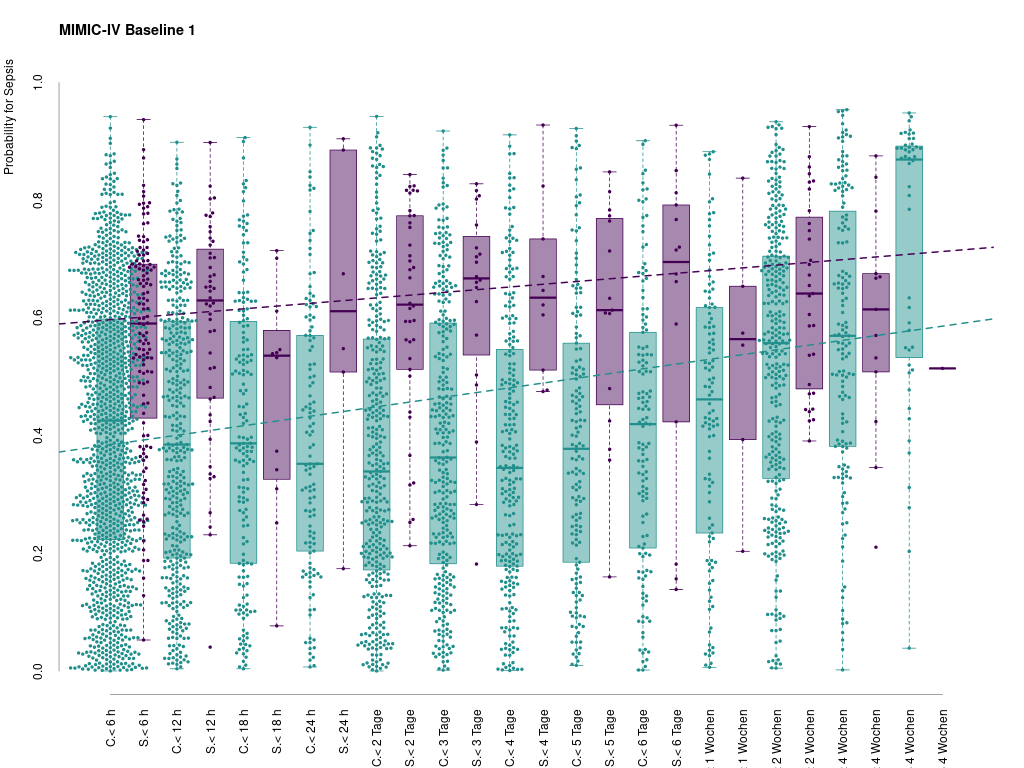 MIMIC-IV Baseline 1
Probability for Sepsis
1.0
0.8
0.6
0.4
0.2
0.0
C.< 6 h
S.< 6 h
C.< 12 h
S.< 12 h
C.< 18 h
S.< 18 h
C.< 24 h
S.< 24 h
C.< 2 Tage
S.< 2 Tage
C.< 3 Tage
S.< 3 Tage
C.< 4 Tage
S.< 4 Tage
C.< 5 Tage
S.< 5 Tage
C.< 6 Tage
S.< 6 Tage
1 Wochen
1 Wochen
2 Wochen
2 Wochen
4 Wochen
4 Wochen
4 Wochen
4 Wochen